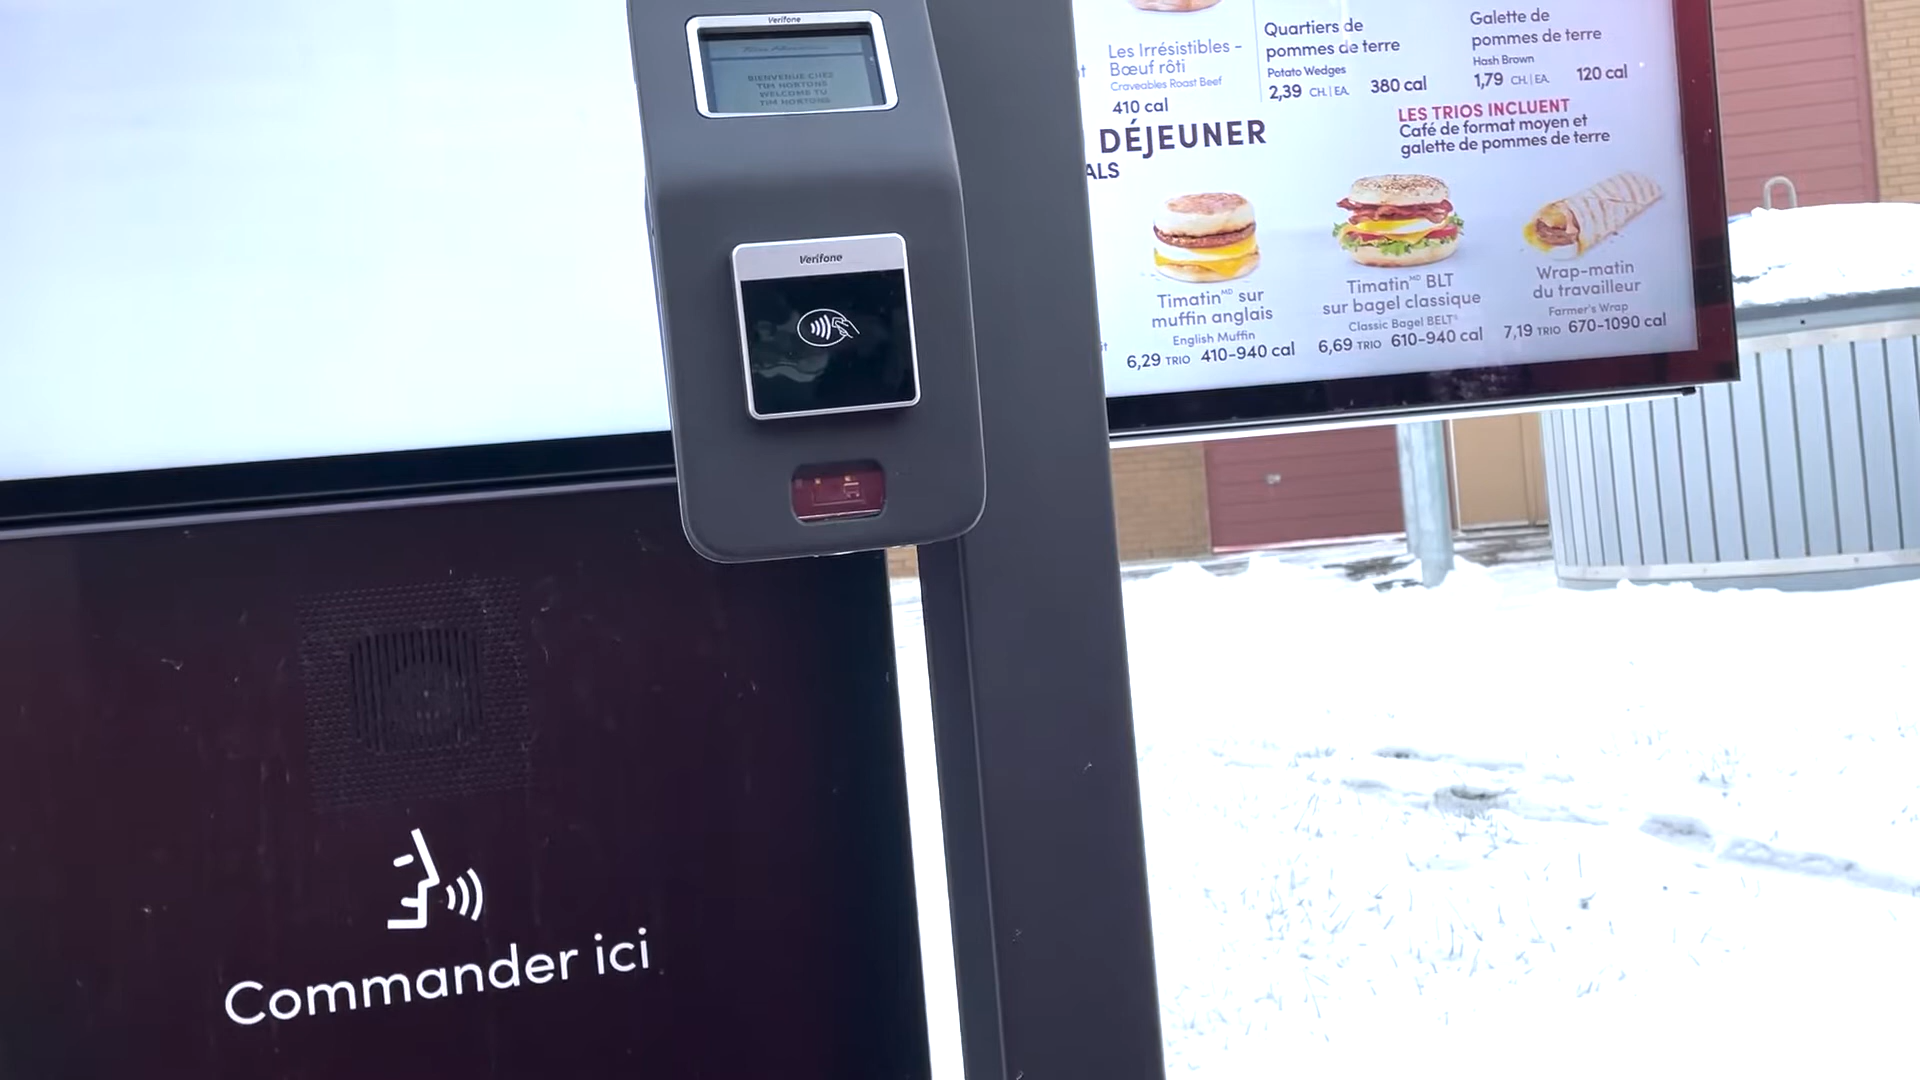 Verifone
BIENVENUE CHEZ
TIM HORTONS
WELCOME TO
TIM HORTONS
Verifone
Commander ici
Les Irrésistibles –
Bœuf rôti
Craveables Roast Beef
410 cal
Quartiers de
pommes de terre
Potato Wedges
2,39 CH.|EA. 380 cal
Galette de
pommes de terre
Hash Brown
1,79 CH.|EA. 120 cal
DÉJEUNER
ALS
LES TRIOS INCLUENT
Café de format moyen et
galette de pommes de terre
Timatin MD sur
muffin anglais
English Muffin
6,29 TRIO 410-940 cal
Timatin MD BLT
sur bagel classique
Classic Bagel BELT®
6,69 TRIO 610-940 cal
Wrap-matin
du travailleur
Farmer's Wrap
7,19 TRIO 670-1090 cal